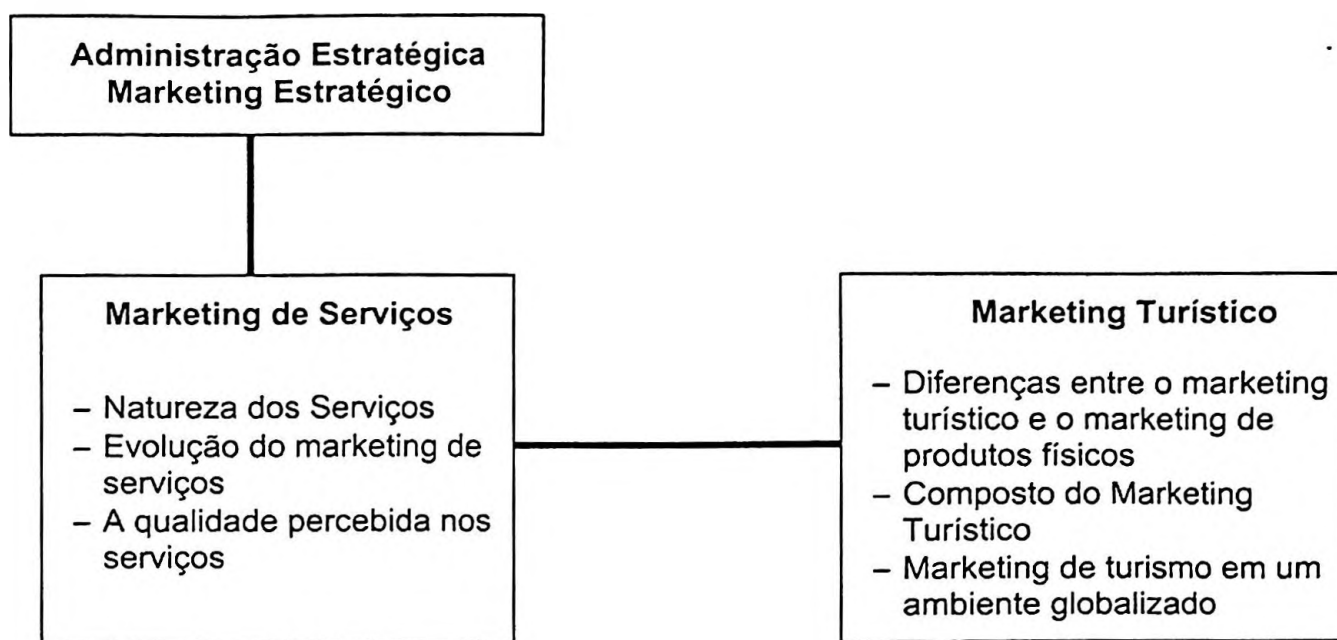 Administração Estratégica
Marketing Estratégico
Marketing de Serviços
– Natureza dos Serviços
– Evolução do marketing de
serviços
– A qualidade percebida nos
serviços
Marketing Turístico
– Diferenças entre o marketing
turístico e o marketing de
produtos físicos
– Composto do Marketing
Turístico
– Marketing de turismo em um
ambiente globalizado